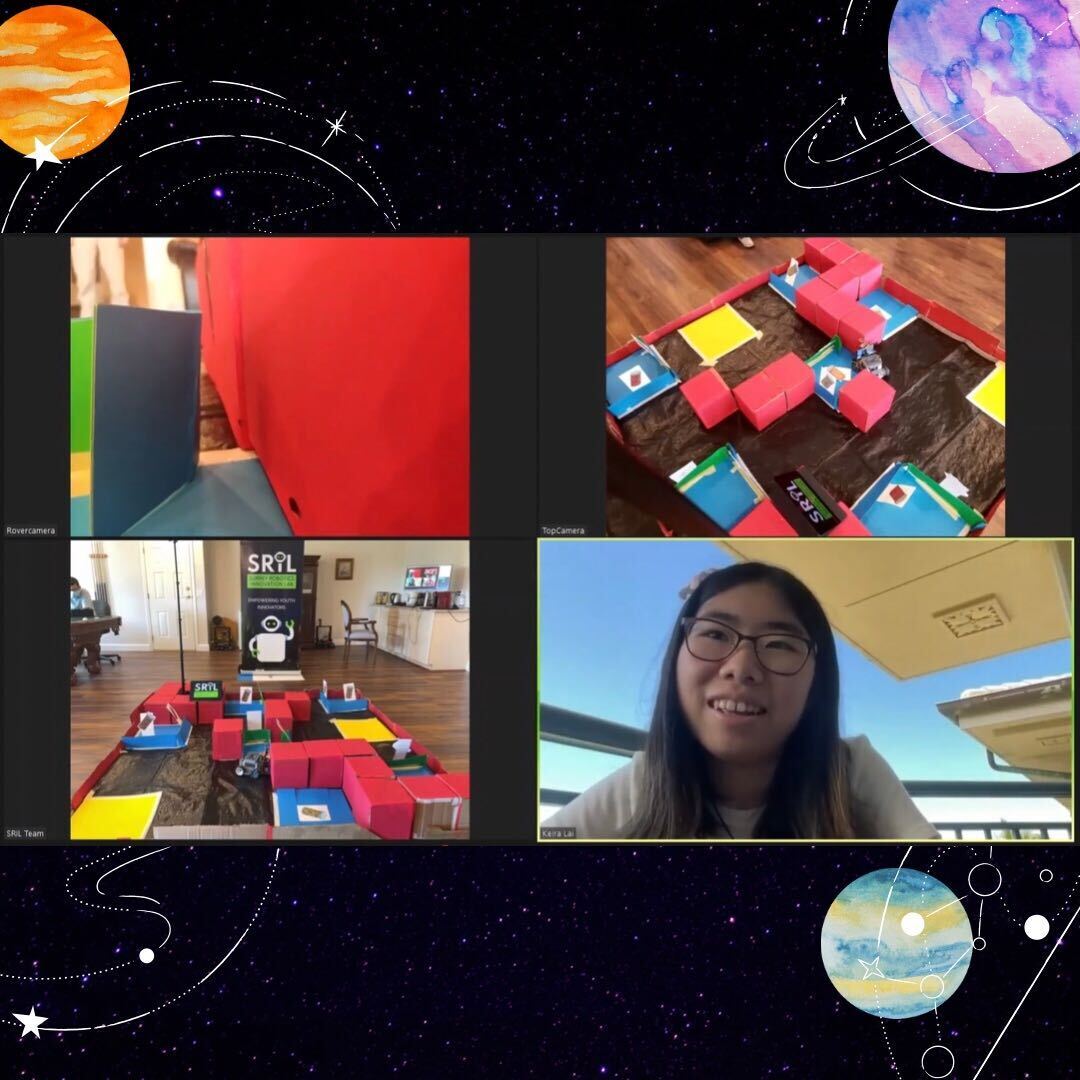 Rovercamera
SRiL
TopCamera
SRiL
SURREY ROBOTICS
INNOVATION LAB
EMPOWERING YOUTH
INNOVATORS
SRiL
SRiL Team
Keira Lai